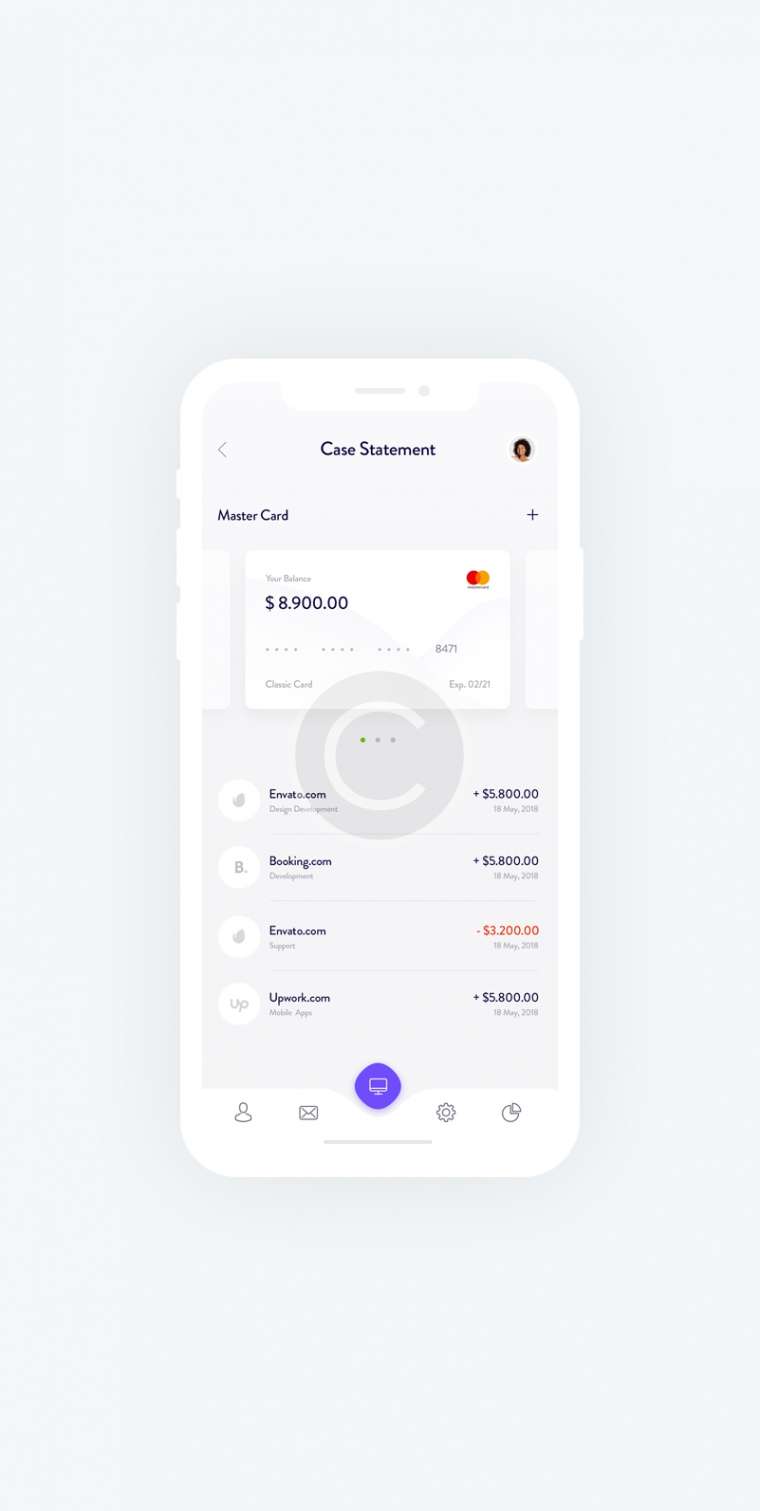 Case Statement
Master Card
Your Balance
$ 8.900.00
8471
Classic Card Exp. 02/21
Envato.com + $5.800.00
Design Development 18 May, 2018
B.
Booking.com + $5.800.00
Development 18 May, 2018
Envato.com - $3.200.00
Support 18 May, 2018
Up
Upwork.com + $5.800.00
Mobile Apps 18 May, 2018
C